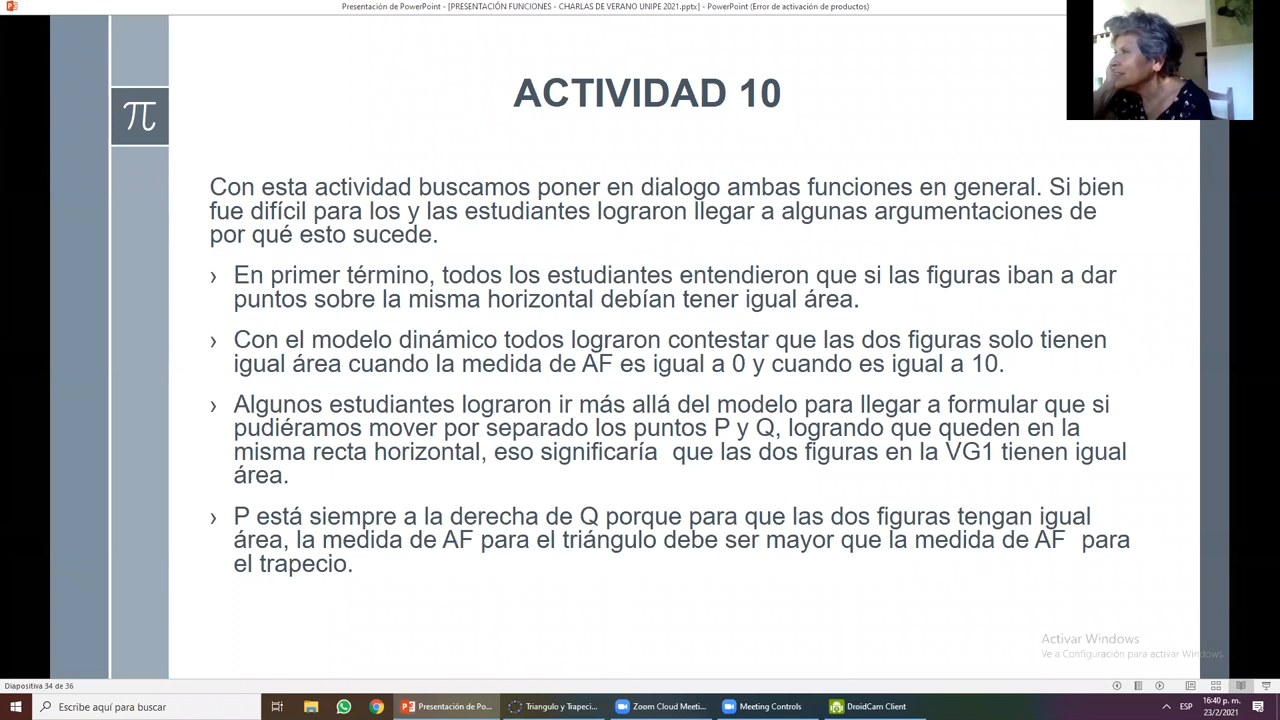 Presentación de PowerPoint - [PRESENTACIÓN FUNCIONES - CHARLAS DE VERANO UNIPE 2021.pptx] - PowerPoint (Error de activación de productos)
π
ACTIVIDAD 10
Con esta actividad buscamos poner en dialogo ambas funciones en general. Si bien
fue difícil para los y las estudiantes lograron llegar a algunas argumentaciones de
por qué esto sucede.
› En primer término, todos los estudiantes entendieron que si las figuras iban a dar
puntos sobre la misma horizontal debían tener igual área.
› Con el modelo dinámico todos lograron contestar que las dos figuras solo tienen
igual área cuando la medida de AF es igual a 0 y cuando es igual a 10.
› Algunos estudiantes lograron ir más allá del modelo para llegar a formular que si
pudiéramos mover por separado los puntos P y Q, logrando que queden en la
misma recta horizontal, eso significaría que las dos figuras en la VG1 tienen igual
área.
› P está siempre a la derecha de Q porque para que las dos figuras tengan igual
área, la medida de AF para el triángulo debe ser mayor que la medida de AF para
el trapecio.
Activar Windows
Ve a Configuración para activar Windows.
Diapositiva 34 de 36
Escribe aquí para buscar
Presentación de Po...
Triangulo y Trapeci...
Zoom Cloud Meeti...
Meeting Controls
DroidCam Client
ESP
16:40 p. m.
23/2/2021